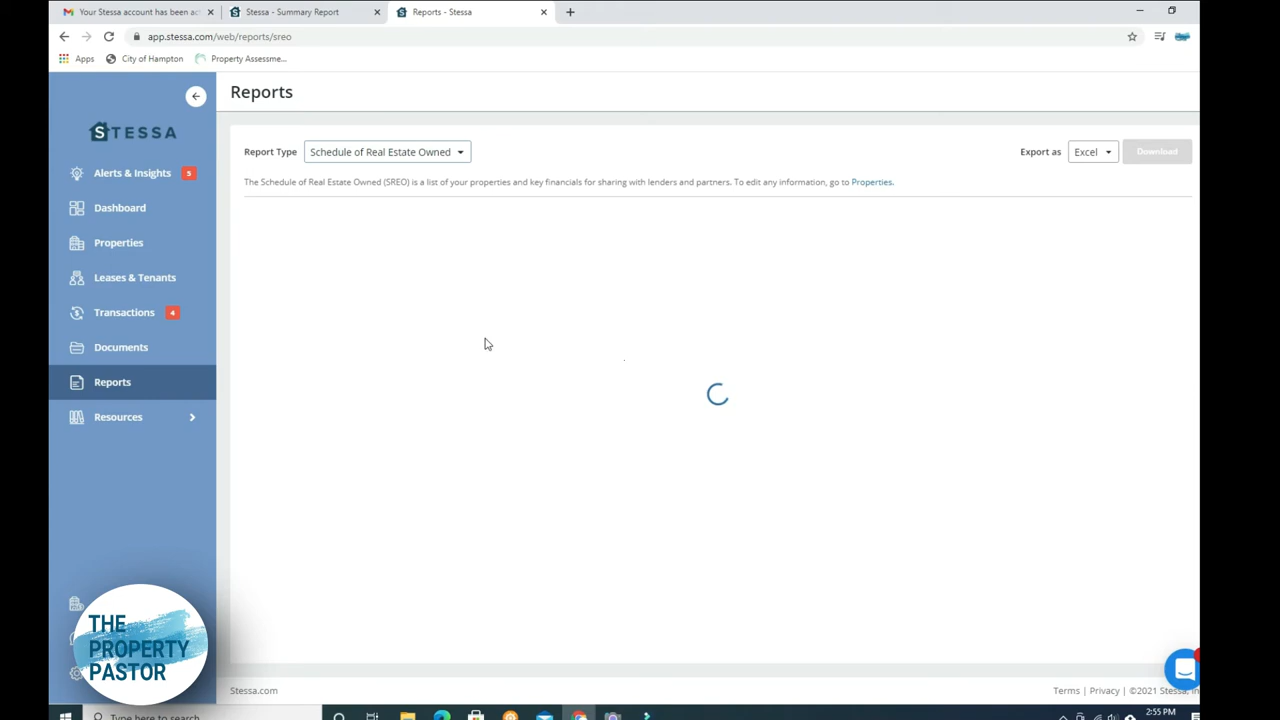 Your Stessa account has been ac
Stessa - Summary Report
Reports - Stessa
app.stessa.com/web/reports/sreo
Apps
City of Hampton
Property Assessme...
Reports
STESSA
Report Type
Schedule of Real Estate Owned
Export as
Excel
Download
Alerts & Insights
5
The Schedule of Real Estate Owned (SREO) is a list of your properties and key financials for sharing with lenders and partners. To edit any information, go to Properties.
Dashboard
Properties
Leases & Tenants
Transactions
4
Documents
Reports
Resources
THE
PROPERTY
PASTOR
Stessa.com
Terms | Privacy | ©2021 Stessa, In
Type here to search
2:55 PM